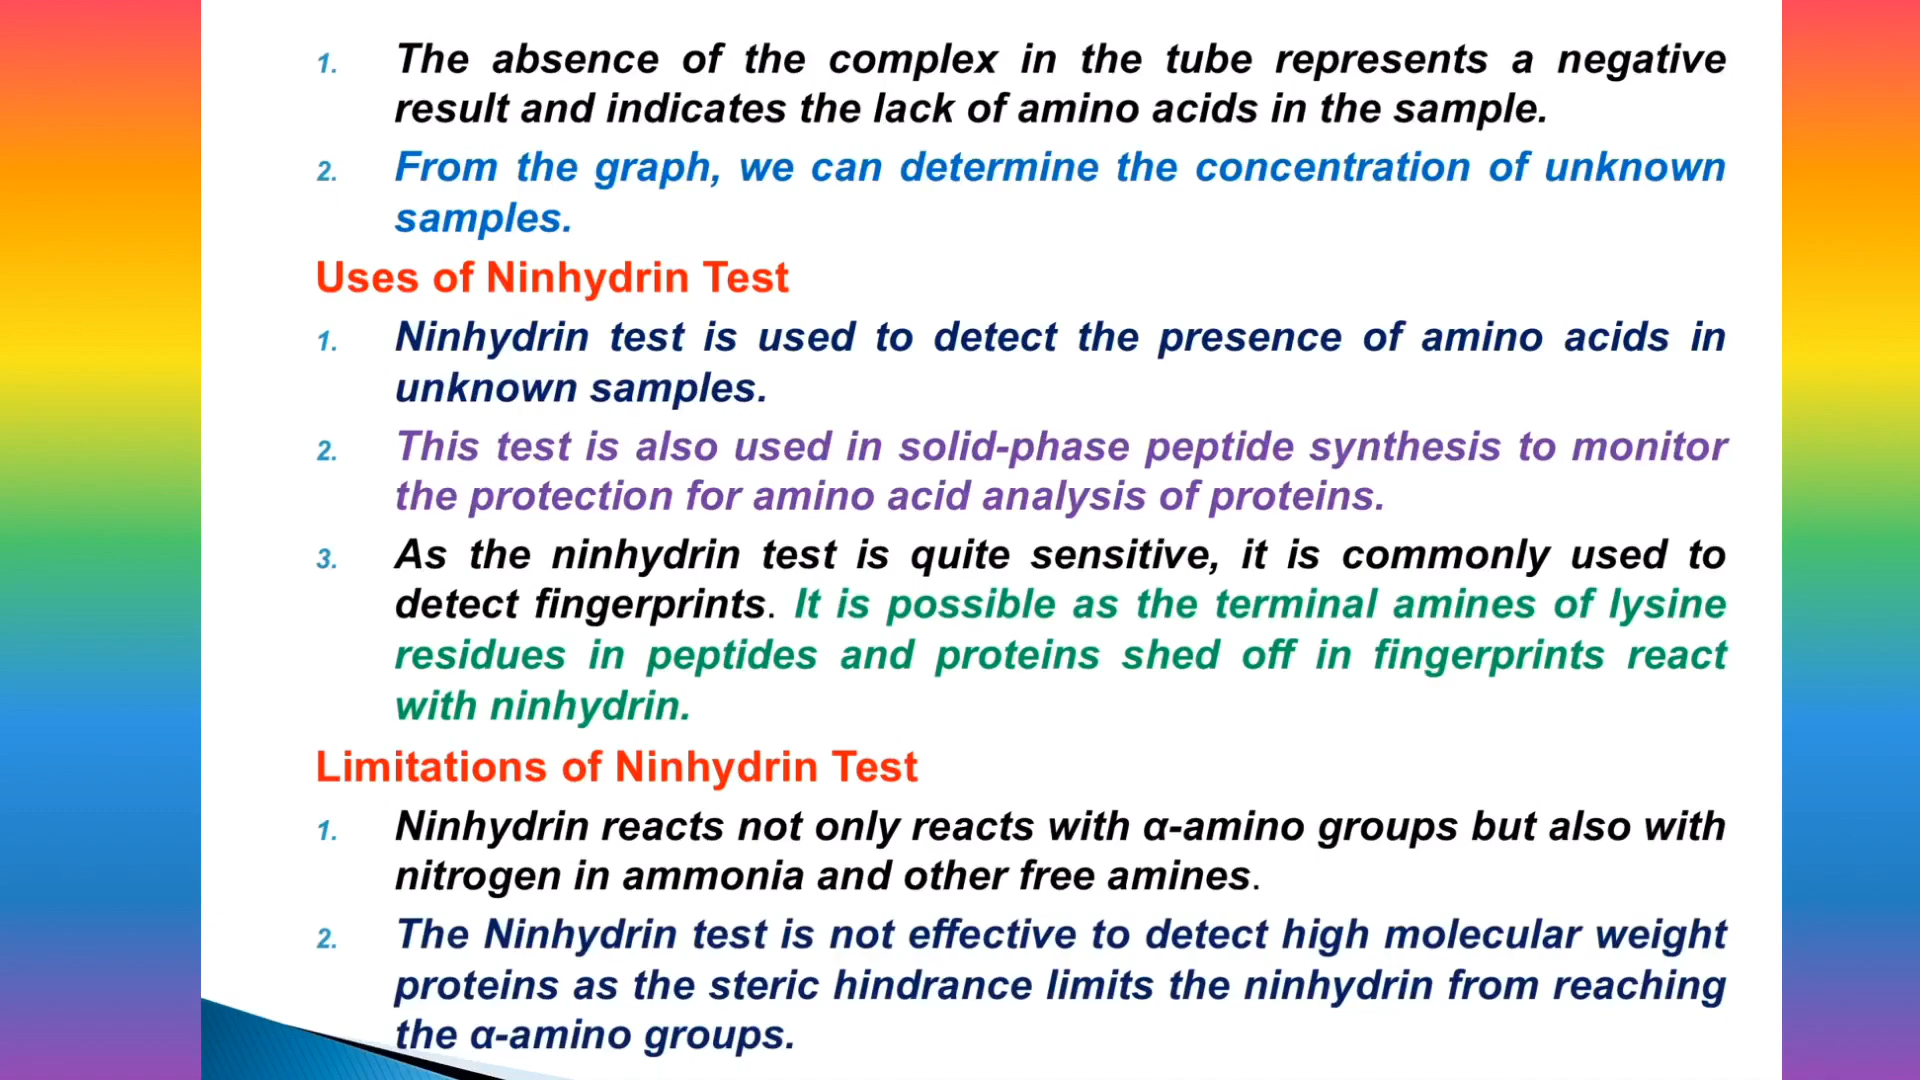 1. The absence of the complex in the tube represents a negative
result and indicates the lack of amino acids in the sample.
2. From the graph, we can determine the concentration of unknown
samples.
Uses of Ninhydrin Test
1. Ninhydrin test is used to detect the presence of amino acids in
unknown samples.
2. This test is also used in solid-phase peptide synthesis to monitor
the protection for amino acid analysis of proteins.
3. As the ninhydrin test is quite sensitive, it is commonly used to
detect fingerprints. It is possible as the terminal amines of lysine
residues in peptides and proteins shed off in fingerprints react
with ninhydrin.
Limitations of Ninhydrin Test
1. Ninhydrin reacts not only reacts with α-amino groups but also with
nitrogen in ammonia and other free amines.
2. The Ninhydrin test is not effective to detect high molecular weight
proteins as the steric hindrance limits the ninhydrin from reaching
the α-amino groups.